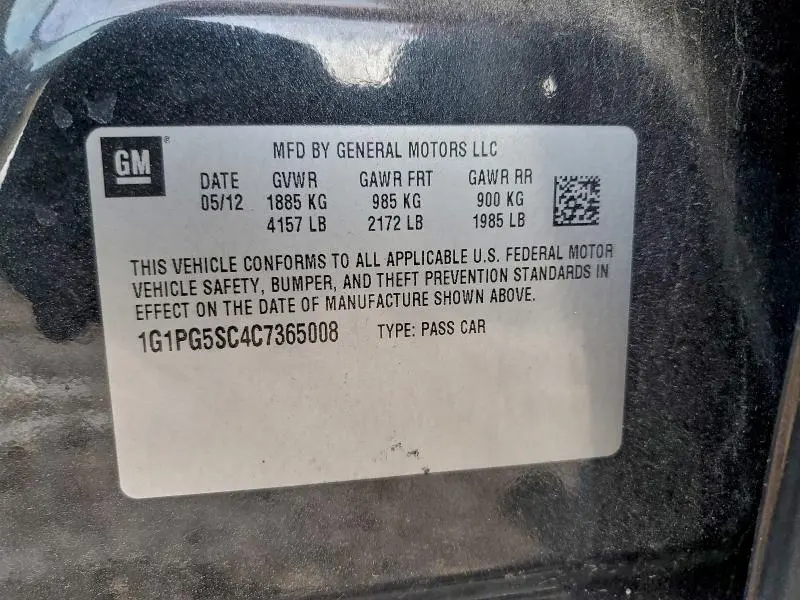 GM ®
MFD BY GENERAL MOTORS LLC
DATE GVWR GAWR FRT GAWR RR
05/12 1885 KG 985 KG 900 KG
4157 LB 2172 LB 1985 LB
THIS VEHICLE CONFORMS TO ALL APPLICABLE U.S. FEDERAL MOTOR
VEHICLE SAFETY, BUMPER, AND THEFT PREVENTION STANDARDS IN
EFFECT ON THE DATE OF MANUFACTURE SHOWN ABOVE.
1G1PG5SC4C7365008 TYPE: PASS CAR